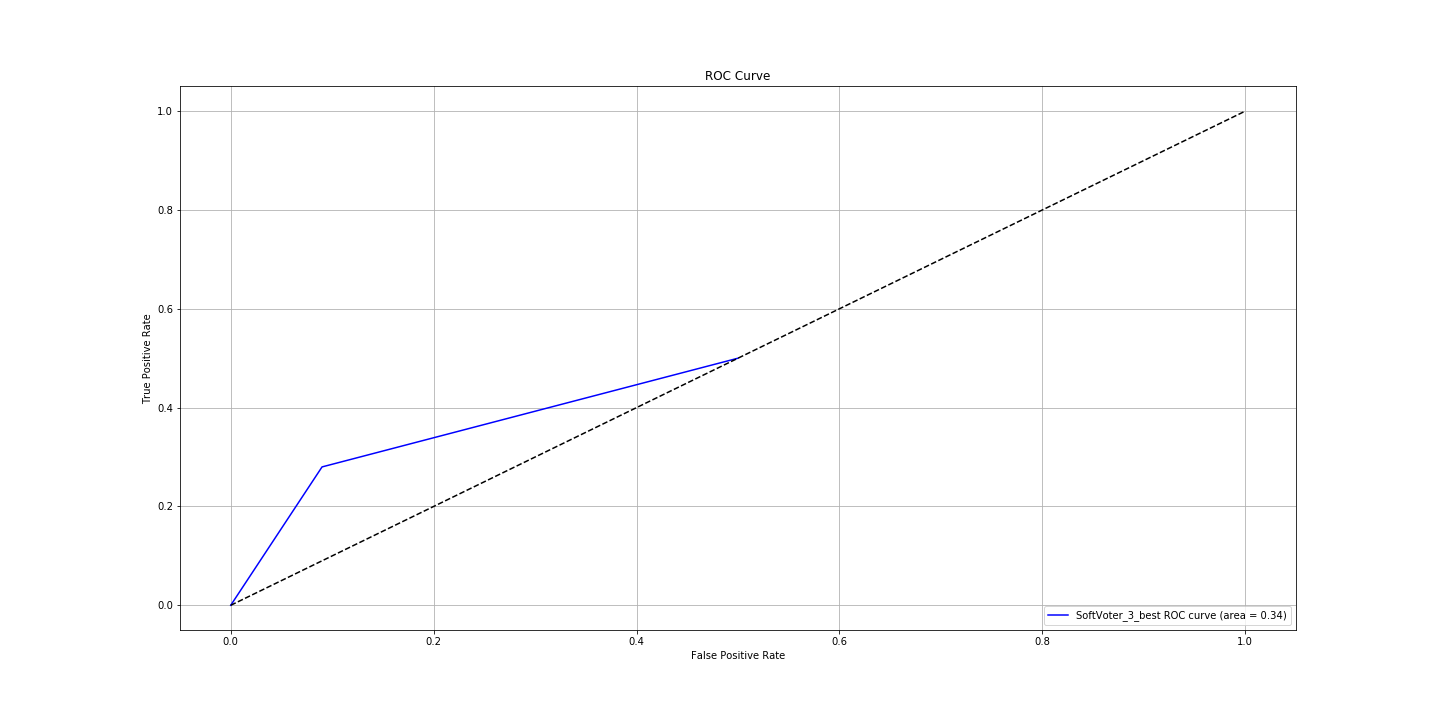 ROC Curve
True Positive Rate
1.0
0.8
0.6
0.4
0.2
0.0
0.0 0.2 0.4 0.6 0.8 1.0
False Positive Rate
SoftVoter_3_best ROC curve (area = 0.34)